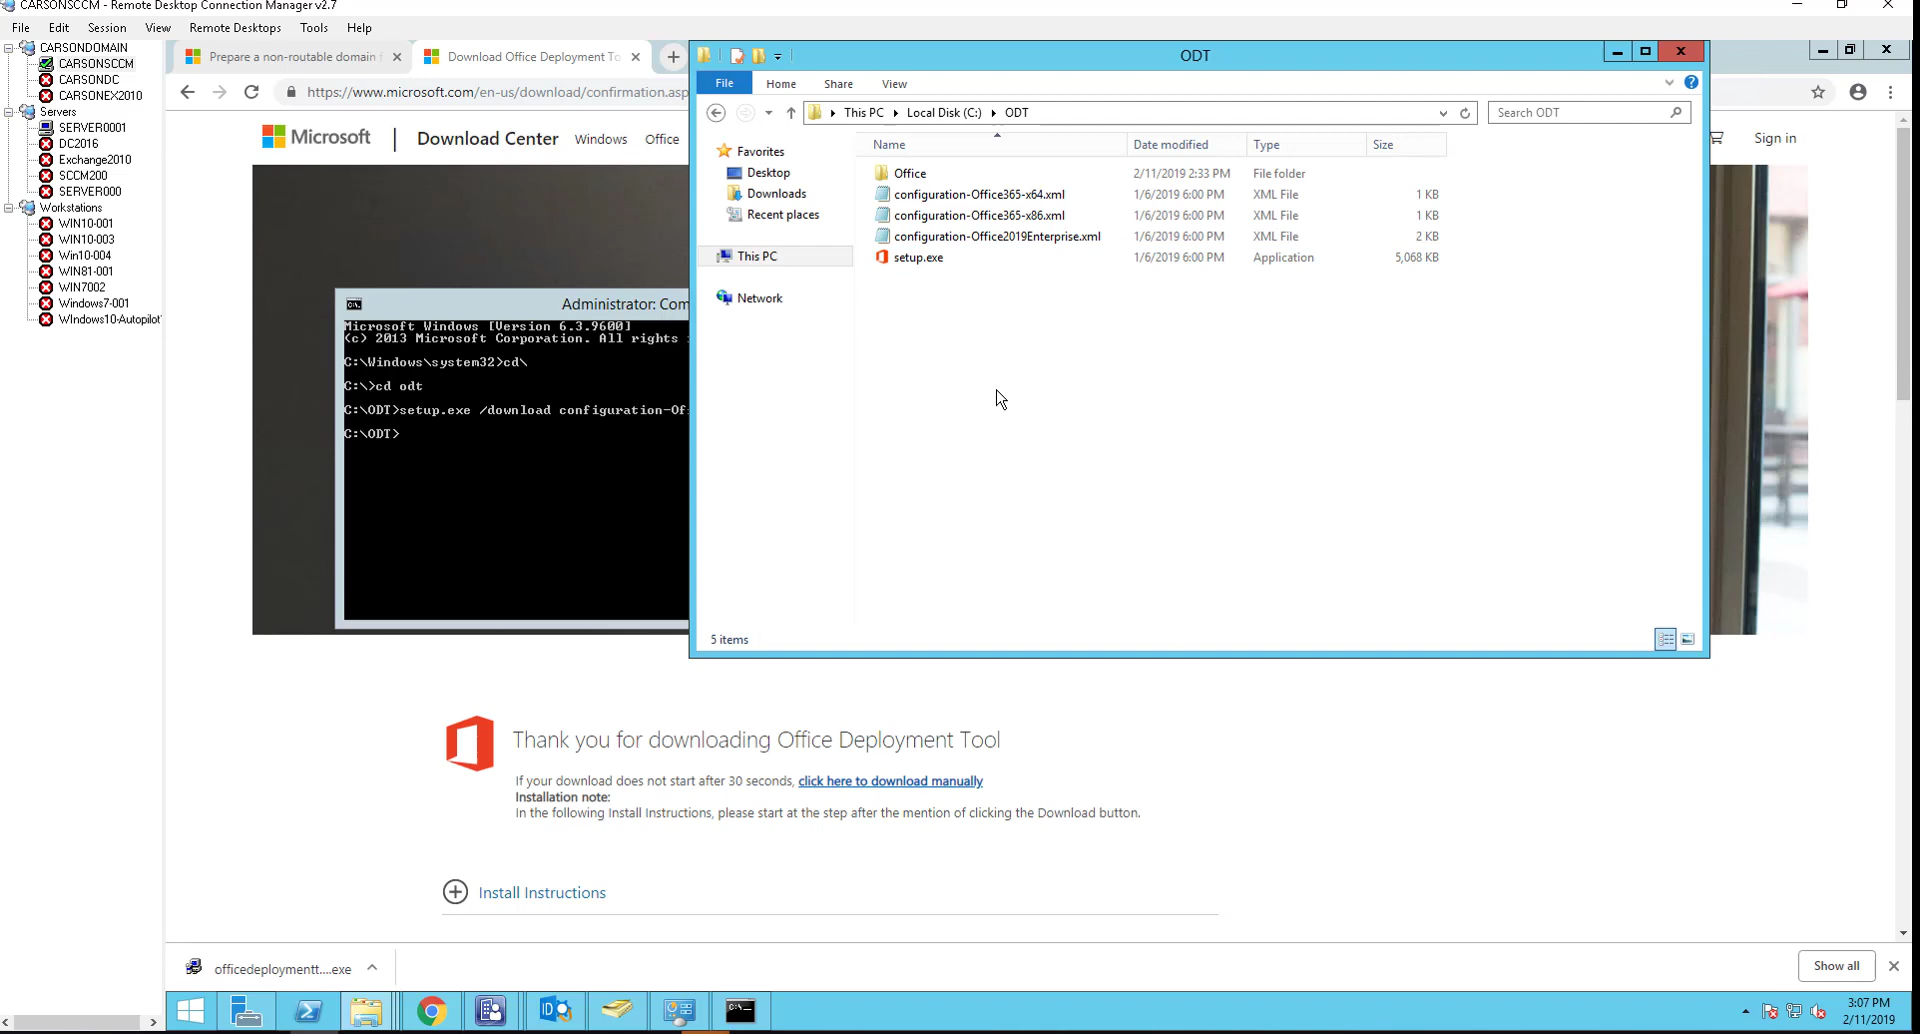 CARSONSCCM - Remote Desktop Connection Manager v2.7
File Edit Session View Remote Desktops Tools Help
CARSONDOMAIN
CARSONSCCM
CARSONDC
CARSONEX2010
Servers
SERVER0001
DC2016
Exchange2010
SCCM200
SERVER000
Workstations
WIN10-001
WIN10-003
Win10-004
WIN81-001
WIN7002
Windows7-001
WIndows10-Autopilot
Prepare a non-routable domain f
Download Office Deployment To
https://www.microsoft.com/en-us/download/confirmation.asp
Microsoft Download Center Windows Office
Sign in
ODT
File Home Share View
This PC Local Disk (C:) ODT
Search ODT
Favorites
Desktop
Downloads
Recent places
This PC
Network
Name Date modified Type Size
Office 2/11/2019 2:33 PM File folder
configuration-Office365-x64.xml 1/6/2019 6:00 PM XML File 1 KB
configuration-Office365-x86.xml 1/6/2019 6:00 PM XML File 1 KB
configuration-Office2019Enterprise.xml 1/6/2019 6:00 PM XML File 2 KB
setup.exe 1/6/2019 6:00 PM Application 5,068 KB
5 items
Administrator: Com
Microsoft Windows [Version 6.3.9600]
(c) 2013 Microsoft Corporation. All rights
C:\Windows\system32>cd\
C:\>cd odt
C:\ODT>setup.exe /download configuration-Of
C:\ODT>
Thank you for downloading Office Deployment Tool
If your download does not start after 30 seconds, click here to download manually
Installation note:
In the following Install Instructions, please start at the step after the mention of clicking the Download button.
Install Instructions
officedeploymentt....exe
Show all
3:07 PM
2/11/2019